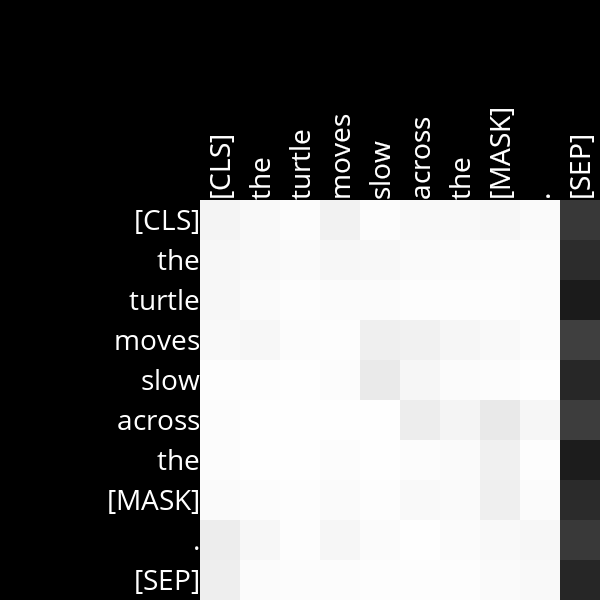 [CLS] the turtle moves slow across the [MASK] . [SEP]
[CLS]
the
turtle
moves
slow
across
the
[MASK]
.
[SEP]